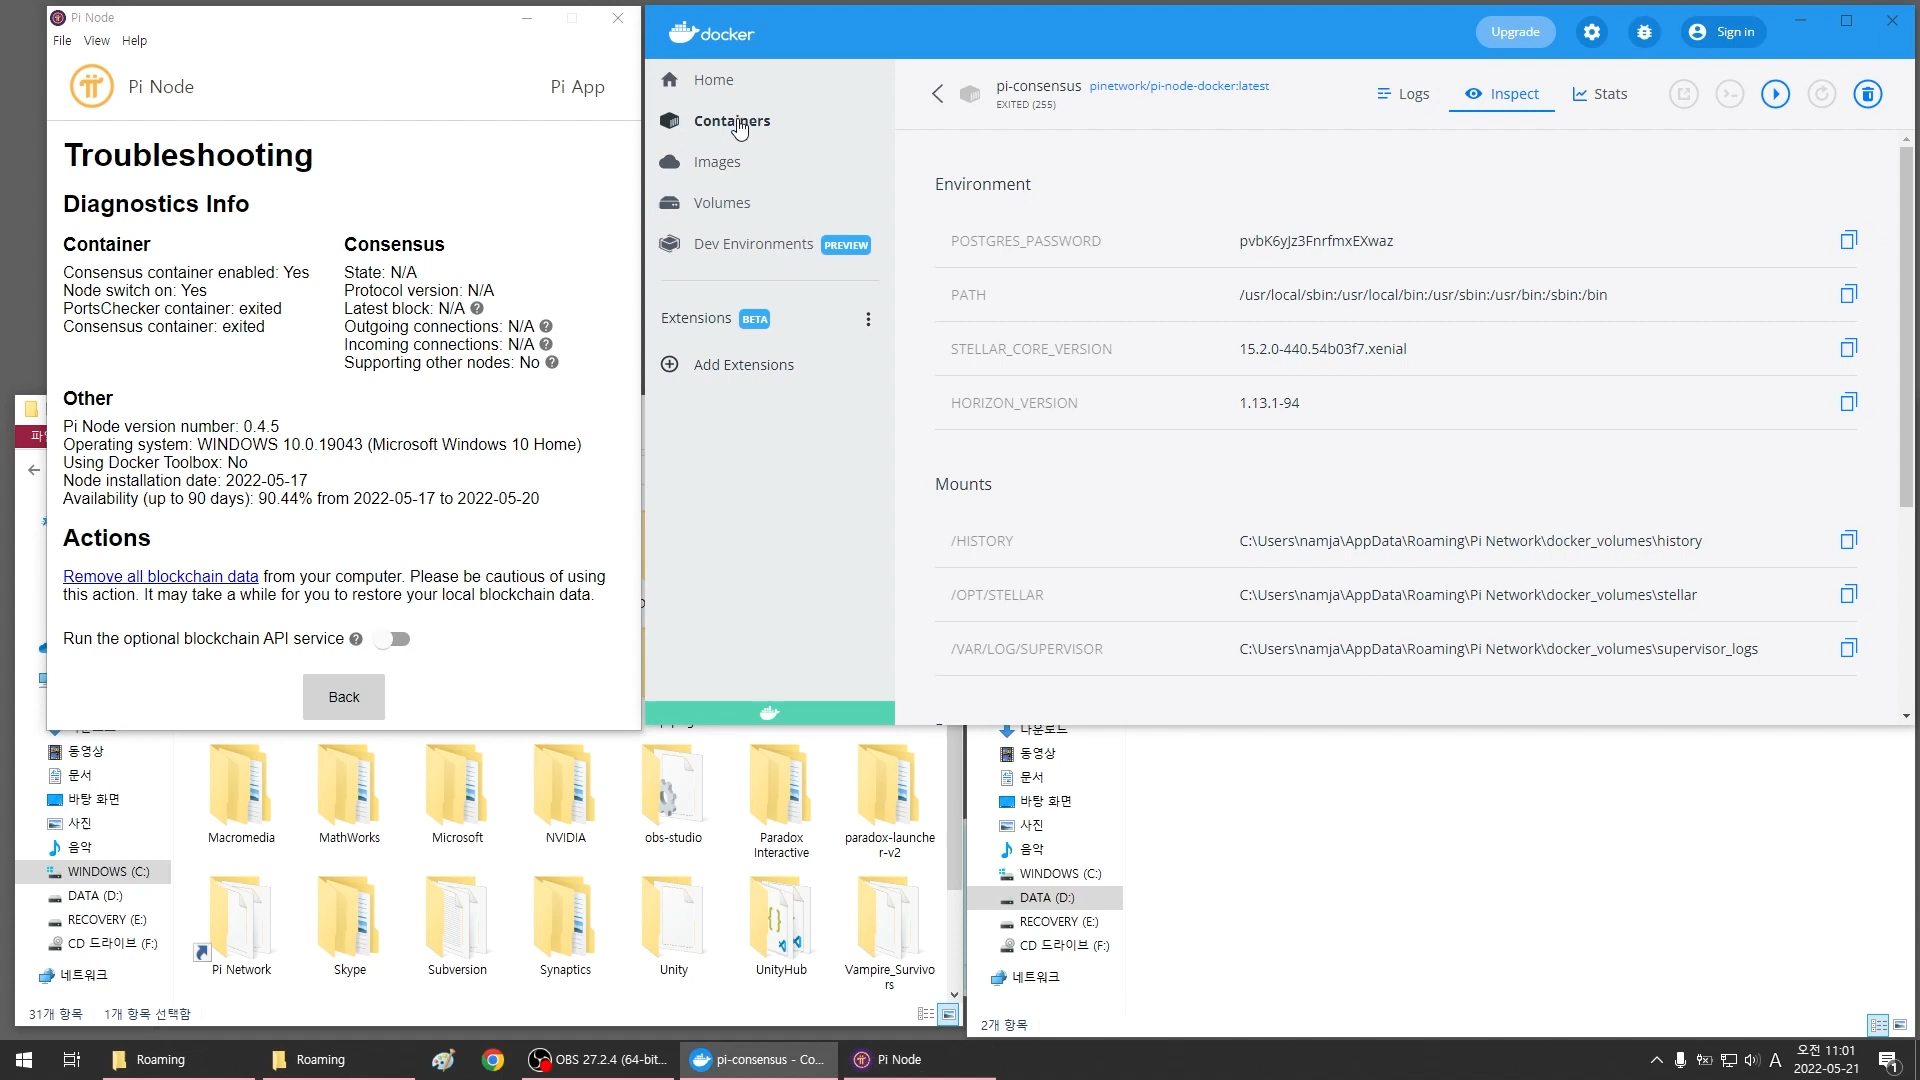 Pi Node
File View Help
Pi Node
Pi App
Troubleshooting
Diagnostics Info
Container
Consensus container enabled: Yes
Node switch on: Yes
PortsChecker container: exited
Consensus container: exited
Consensus
State: N/A
Protocol version: N/A
Latest block: N/A
Outgoing connections: N/A
Incoming connections: N/A
Supporting other nodes: No
Other
Pi Node version number: 0.4.5
Operating system: WINDOWS 10.0.19043 (Microsoft Windows 10 Home)
Using Docker Toolbox: No
Node installation date: 2022-05-17
Availability (up to 90 days): 90.44% from 2022-05-17 to 2022-05-20
Actions
Remove all blockchain data from your computer. Please be cautious of using
this action. It may take a while for you to restore your local blockchain data.
Run the optional blockchain API service
Back
docker
Upgrade
Sign in
Home
Containers
Images
Volumes
Dev Environments PREVIEW
Extensions BETA
Add Extensions
pi-consensus pinetwork/pi-node-docker:latest
EXITED (255)
Logs
Inspect
Stats
Environment
POSTGRES_PASSWORD pvbK6yJz3FnrfmxEXwaz
PATH /usr/local/sbin:/usr/local/bin:/usr/sbin:/usr/bin:/sbin:/bin
STELLAR_CORE_VERSION 15.2.0-440.54b03f7.xenial
HORIZON_VERSION 1.13.1-94
Mounts
/HISTORY C:\Users\namja\AppData\Roaming\Pi Network\docker_volumes\history
/OPT/STELLAR C:\Users\namja\AppData\Roaming\Pi Network\docker_volumes\stellar
/VAR/LOG/SUPERVISOR C:\Users\namja\AppData\Roaming\Pi Network\docker_volumes\supervisor_logs
동영상
문서
바탕 화면
사진
음악
WINDOWS (C:)
DATA (D:)
RECOVERY (E:)
CD 드라이브 (F:)
네트워크
31개 항목 1개 항목 선택함
Macromedia
MathWorks
Microsoft
NVIDIA
obs-studio
Paradox
Interactive
paradox-launche
r-v2
Pi Network
Skype
Subversion
Synaptics
Unity
UnityHub
Vampire_Survivo
rs
다운로드
동영상
문서
바탕 화면
사진
음악
WINDOWS (C:)
DATA (D:)
RECOVERY (E:)
CD 드라이브 (F:)
네트워크
2개 항목
Roaming
Roaming
OBS 27.2.4 (64-bit...
pi-consensus - Co...
Pi Node
A
오전 11:01
2022-05-21
1